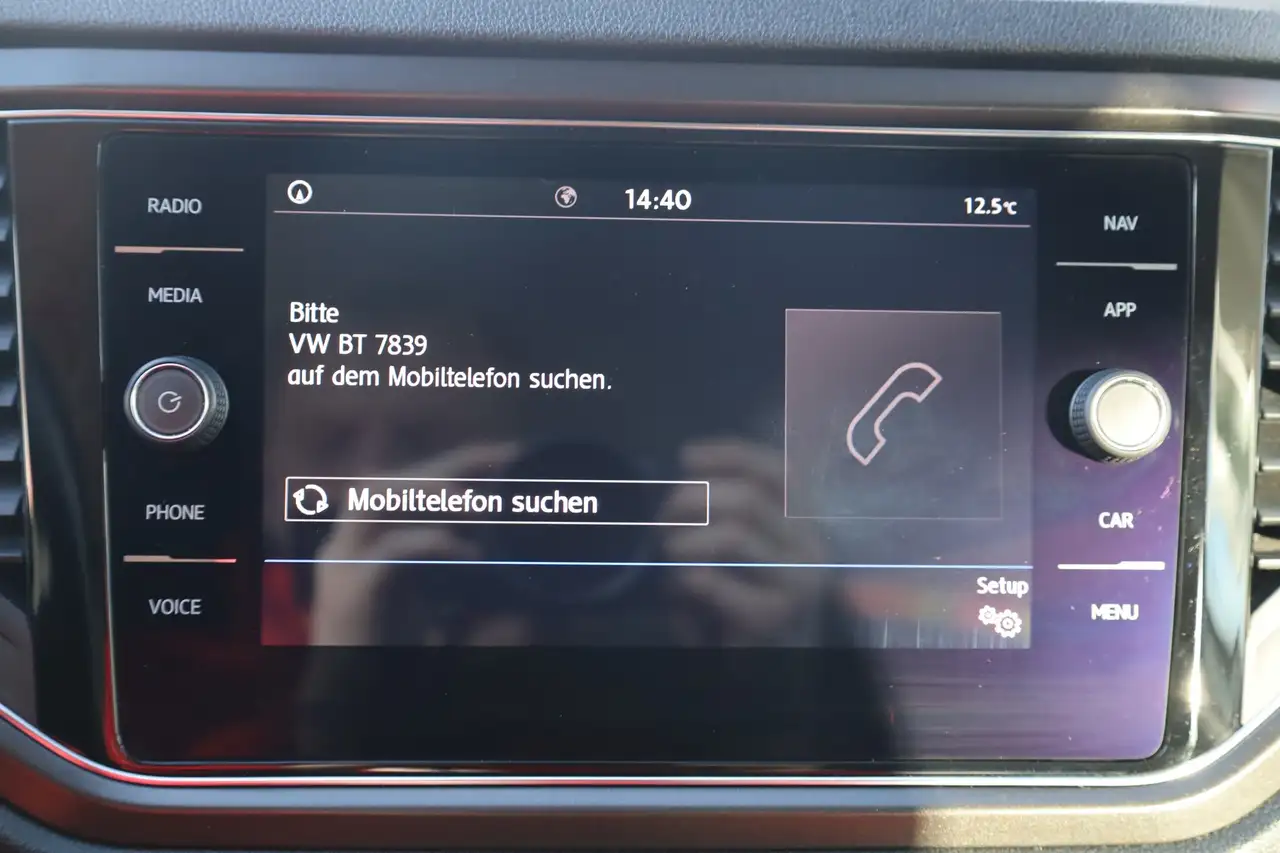 RADIO
MEDIA
PHONE
VOICE
14:40
12.5°C
Bitte
VW BT 7839
auf dem Mobiltelefon suchen.
Mobiltelefon suchen
Setup
NAV
APP
CAR
MENU